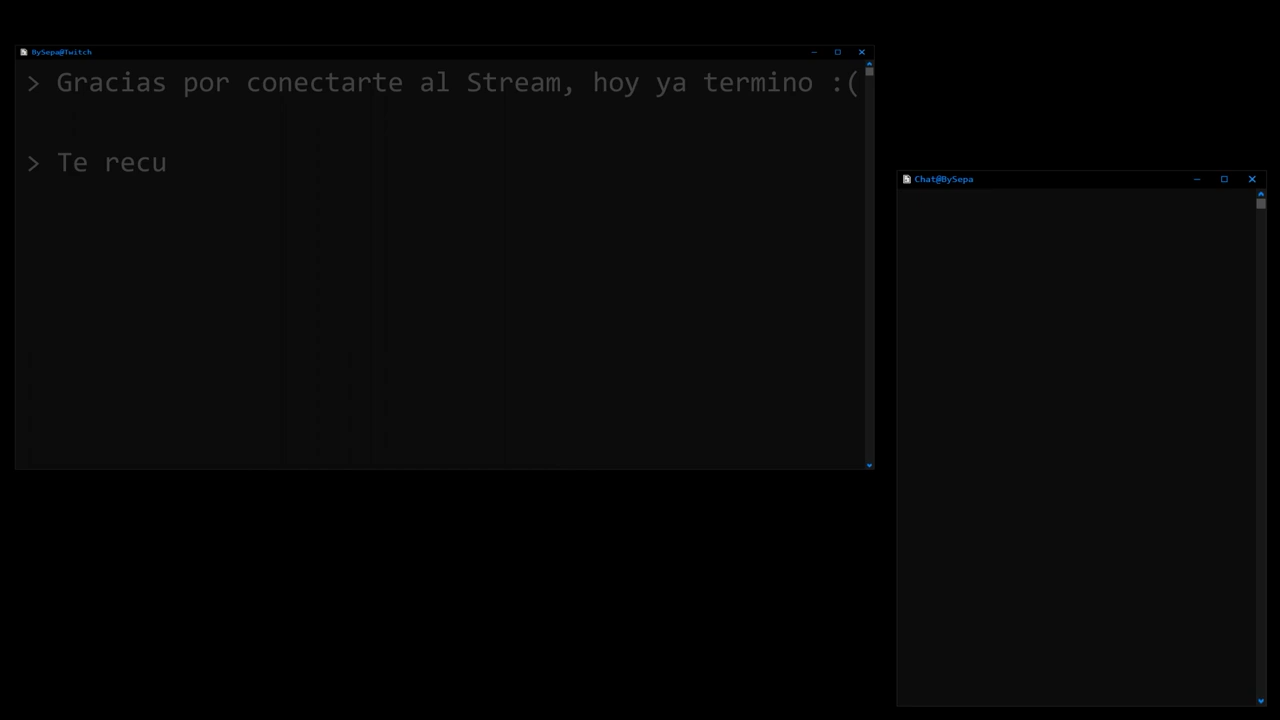 BySepa@Twitch
> Gracias por conectarte al Stream, hoy ya termino :(
> Te recu
Chat@BySepa